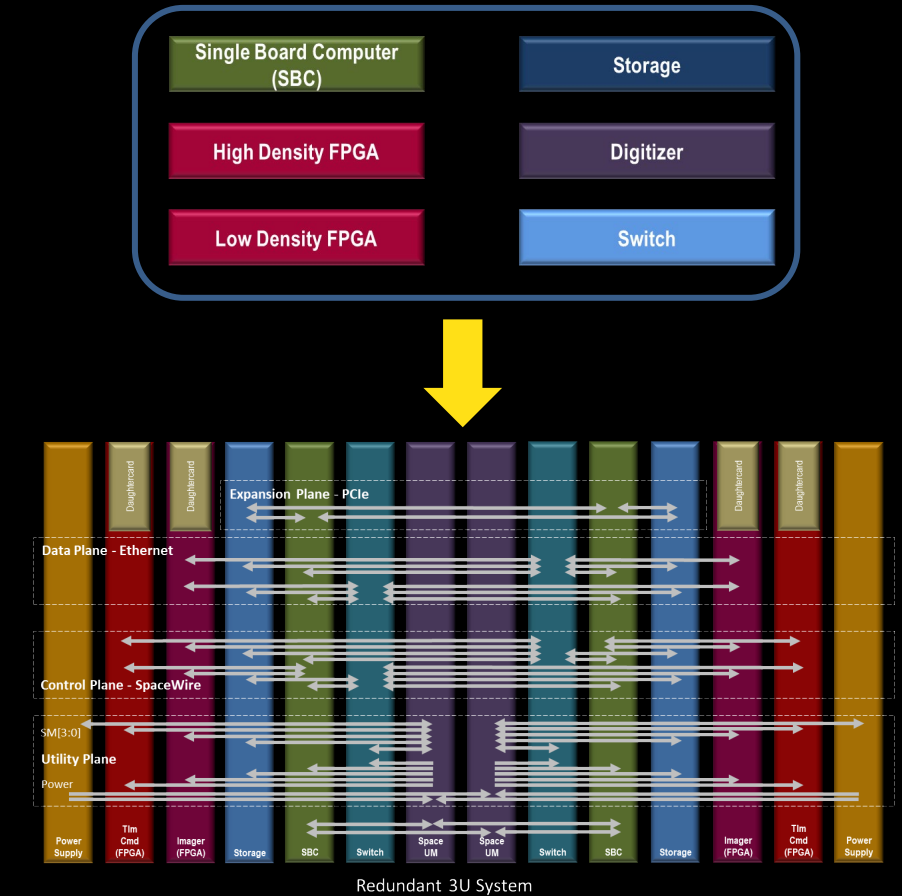 Single Board Computer
(SBC)
Storage
High Density FPGA
Digitizer
Low Density FPGA
Switch
Daughtercard
Daughtercard
Daughtercard
Daughtercard
Expansion Plane - PCIe
Data Plane - Ethernet
Control Plane - SpaceWire
SM[3:0]
Utility Plane
Power
Power
Supply
Tlm
Cmd
(FPGA)
Imager
(FPGA)
Storage
SBC
Switch
Space
UM
Space
UM
Switch
SBC
Storage
Imager
(FPGA)
Tlm
Cmd
(FPGA)
Power
Supply
Redundant 3U System